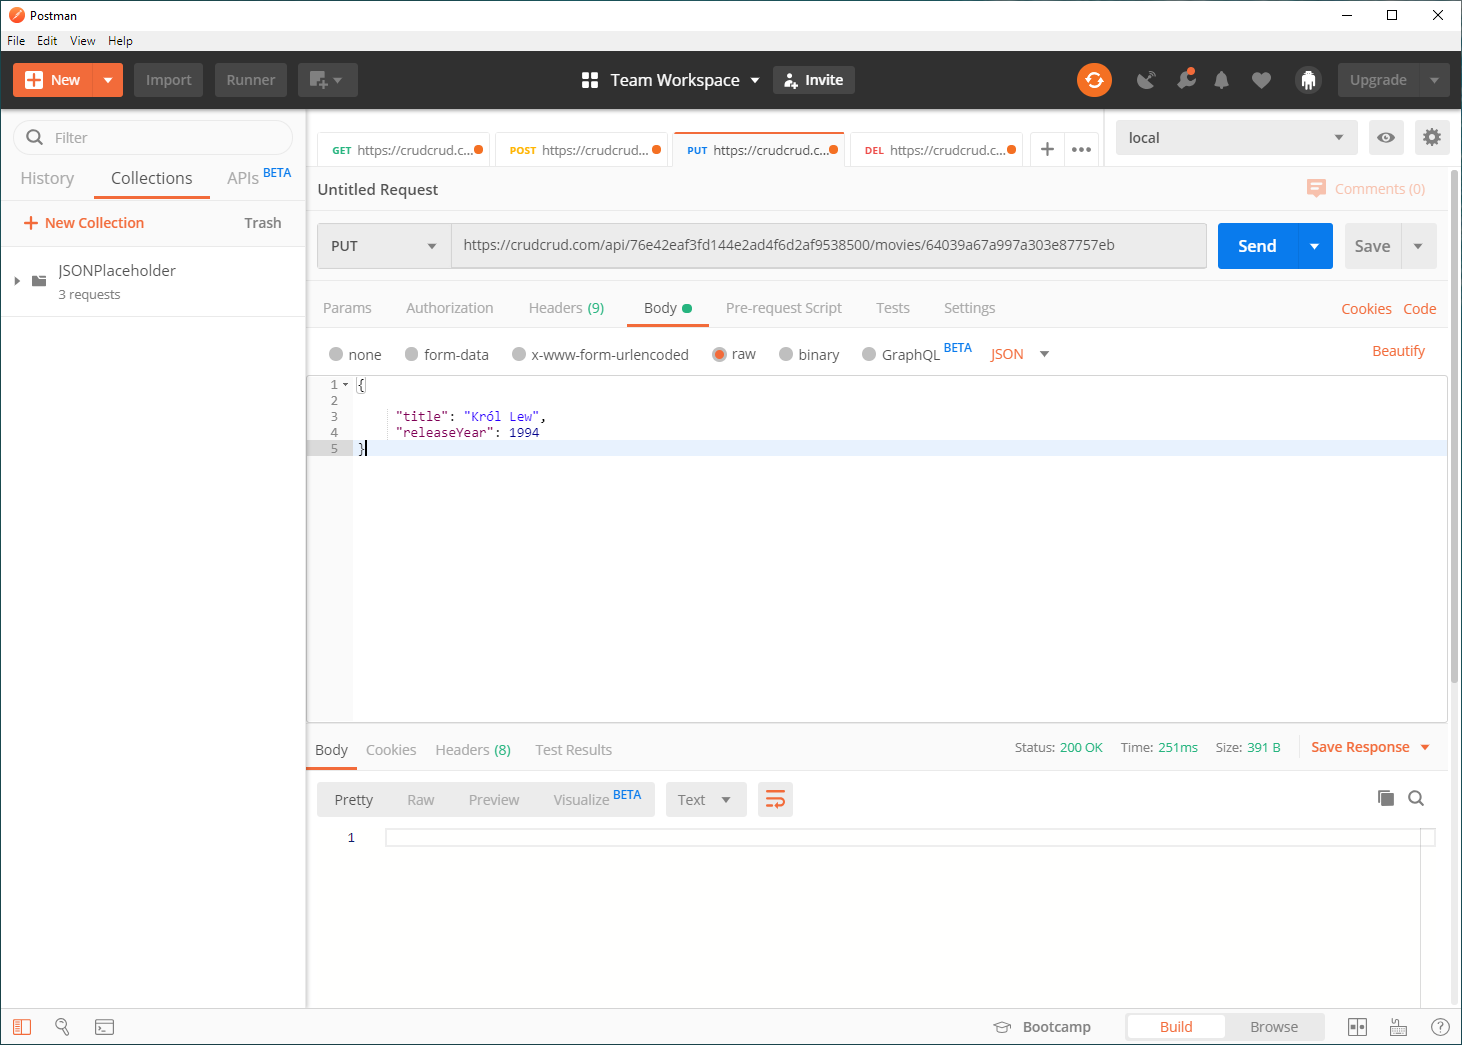 Postman
File Edit View Help
New Import Runner Team Workspace Invite Upgrade
Filter
History Collections APIs BETA
New Collection Trash
JSONPlaceholder
3 requests
GET https://crudcrud.c... POST https://crudcrud... PUT https://crudcrud.c... DEL https://crudcrud.c... local
Untitled Request Comments (0)
PUT https://crudcrud.com/api/76e42eaf3fd144e2ad4f6d2af9538500/movies/64039a67a997a303e87757eb Send Save
Params Authorization Headers (9) Body Pre-request Script Tests Settings Cookies Code
none form-data x-www-form-urlencoded raw binary GraphQL BETA JSON Beautify
1 {
2
3 "title": "Król Lew",
4 "releaseYear": 1994
5 }
Body Cookies Headers (8) Test Results Status: 200 OK Time: 251ms Size: 391 B Save Response
Pretty Raw Preview Visualize BETA Text
1
Bootcamp Build Browse